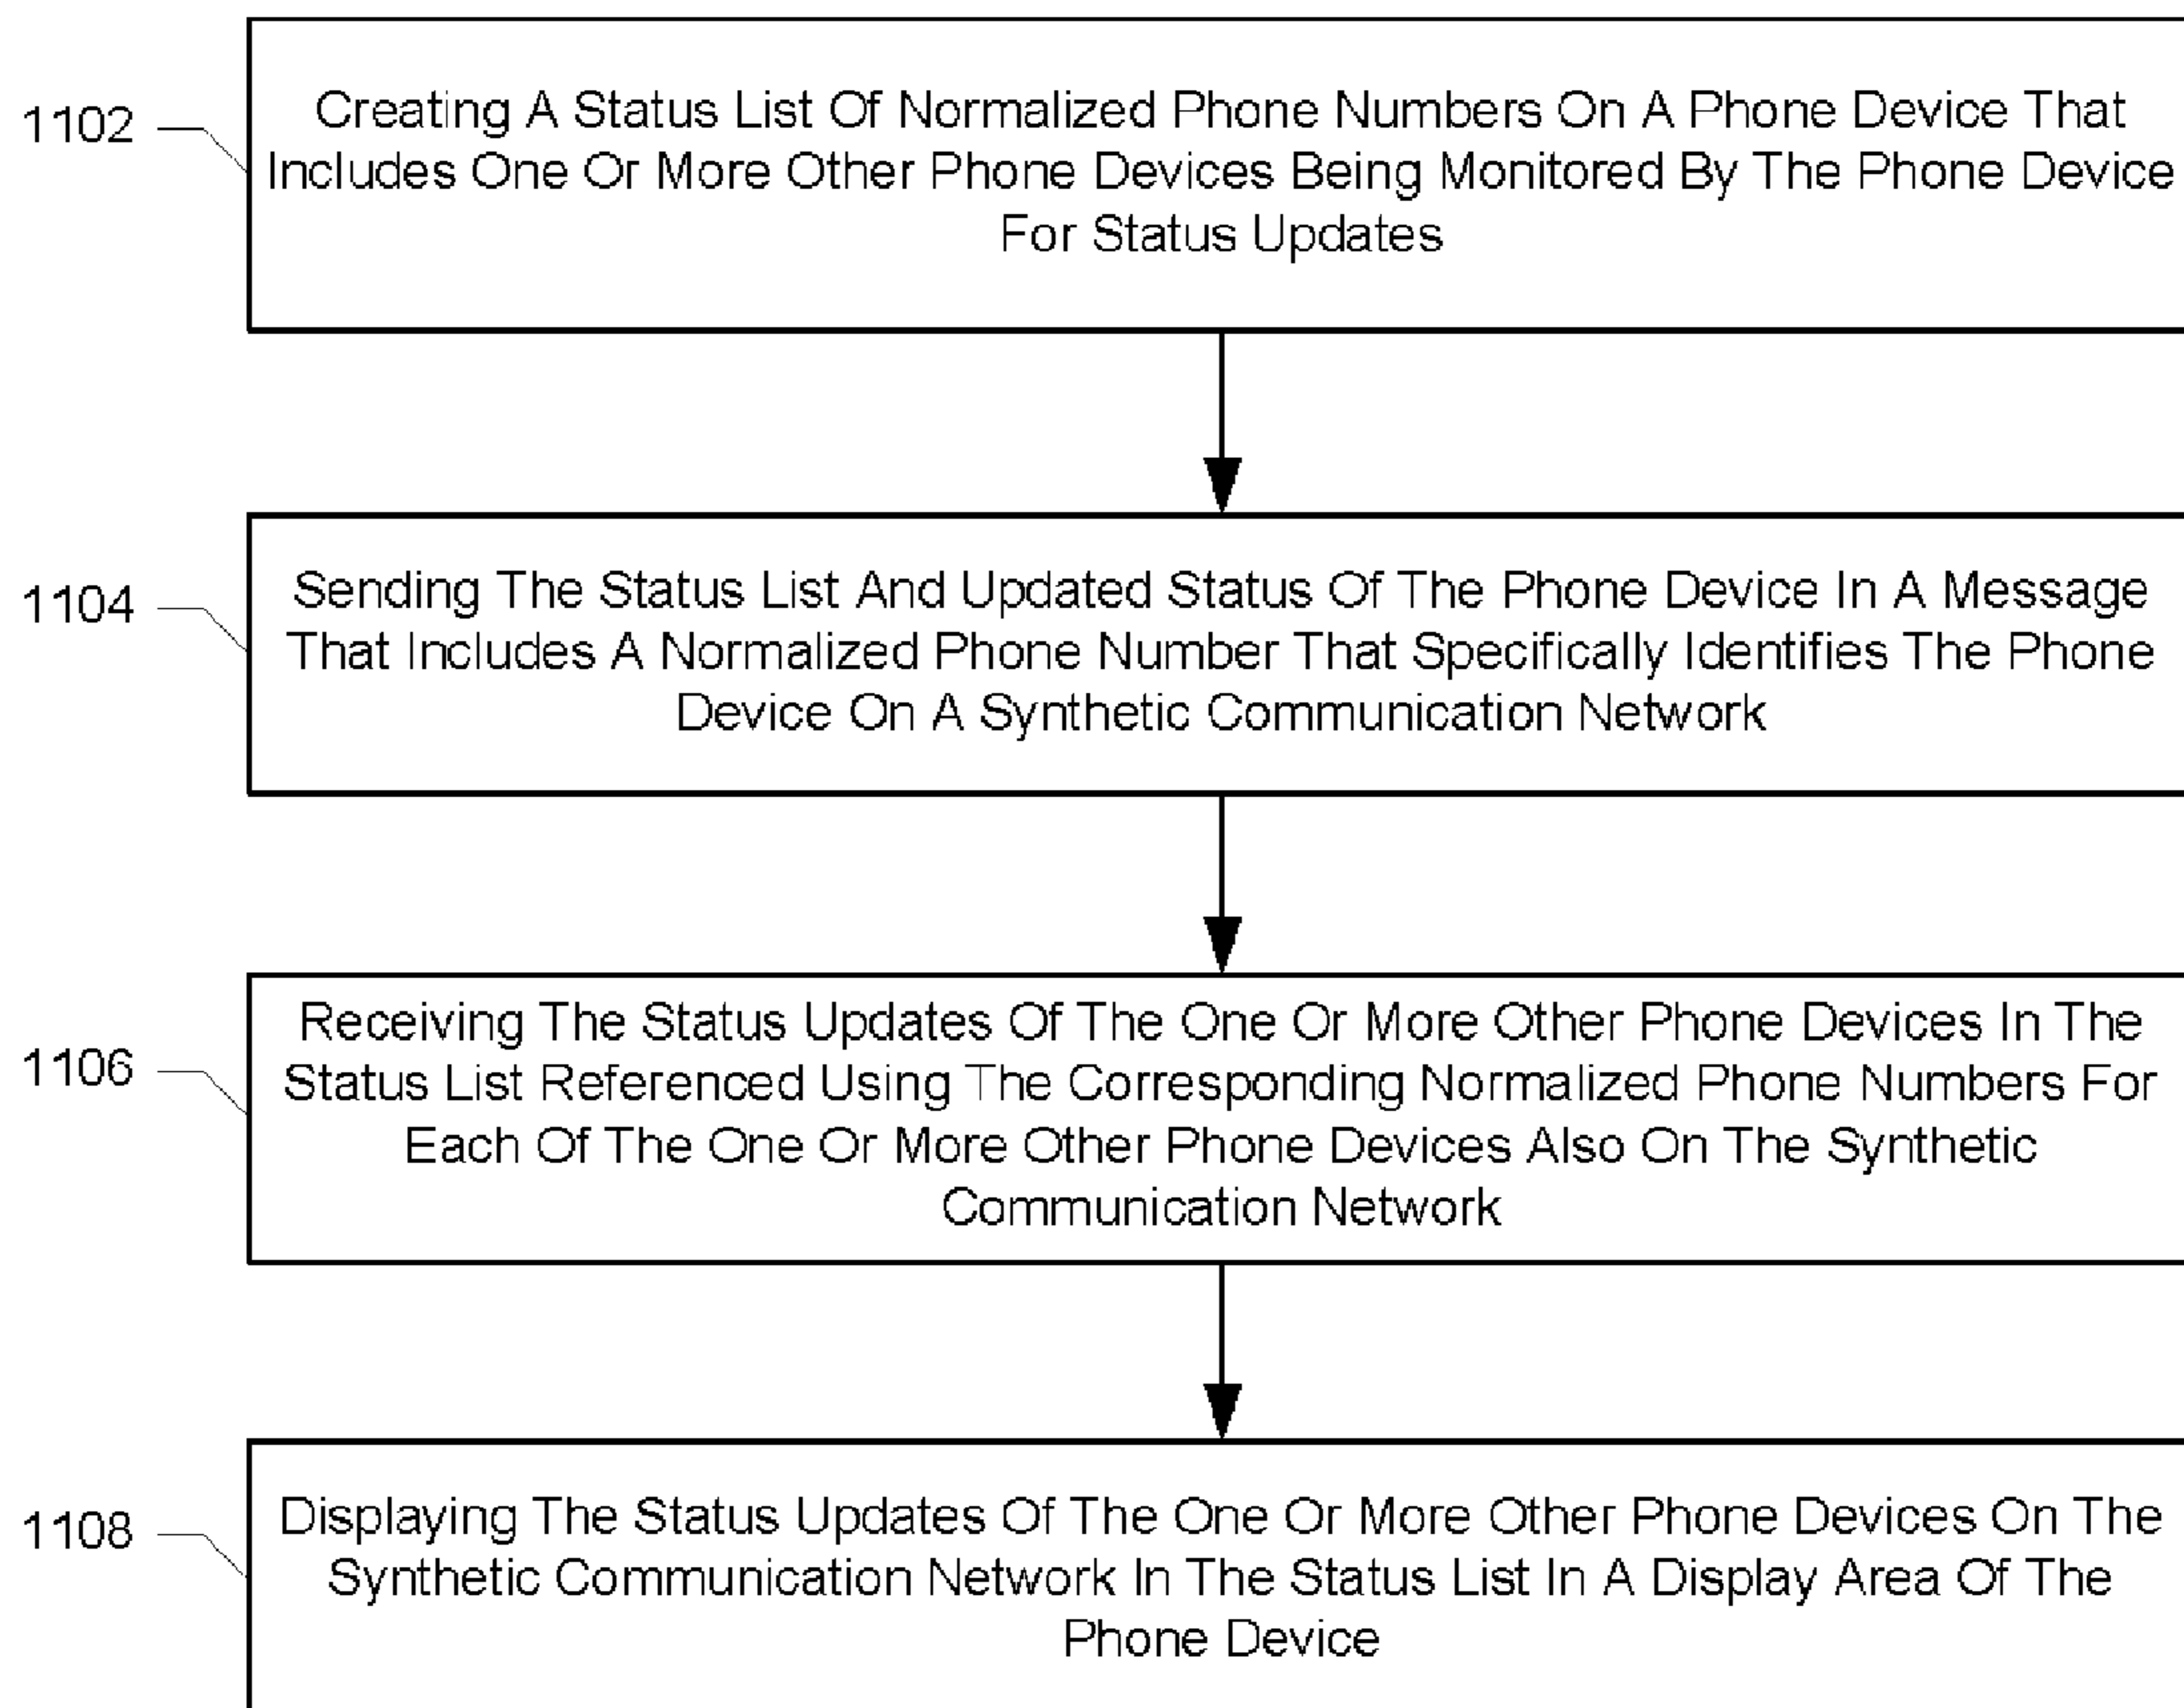 1102
Creating A Status List Of Normalized Phone Numbers On A Phone Device That
Includes One Or More Other Phone Devices Being Monitored By The Phone Device
For Status Updates
1104
Sending The Status List And Updated Status Of The Phone Device In A Message
That Includes A Normalized Phone Number That Specifically Identifies The Phone
Device On A Synthetic Communication Network
1106
Receiving The Status Updates Of The One Or More Other Phone Devices In The
Status List Referenced Using The Corresponding Normalized Phone Numbers For
Each Of The One Or More Other Phone Devices Also On The Synthetic
Communication Network
1108
Displaying The Status Updates Of The One Or More Other Phone Devices On The
Synthetic Communication Network In The Status List In A Display Area Of The
Phone Device